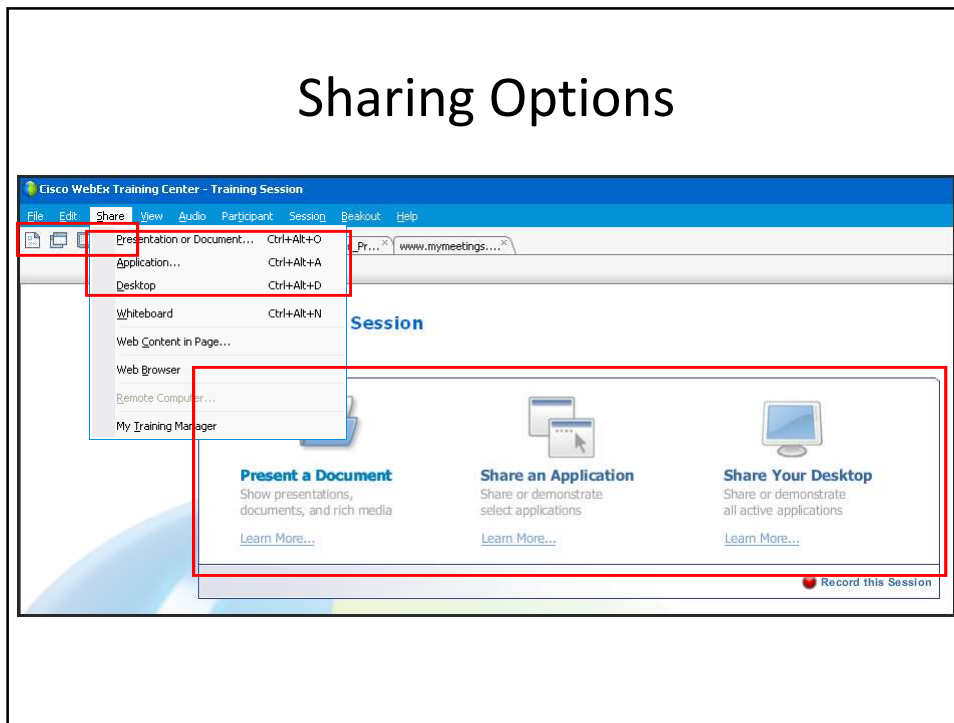 Sharing Options
Cisco WebEx Training Center - Training Session
File Edit Share View Audio Participant Session Beakout Help
Presentation or Document... Ctrl+Alt+O
_Pr... www.mymeetings....
Application... Ctrl+Alt+A
Desktop Ctrl+Alt+D
Whiteboard Ctrl+Alt+N
Session
Web Content in Page...
Web Browser
Remote Computer...
My Training Manager
Present a Document
Show presentations,
documents, and rich media
Learn More...
Share an Application
Share or demonstrate
select applications
Learn More...
Share Your Desktop
Share or demonstrate
all active applications
Learn More...
Record this Session